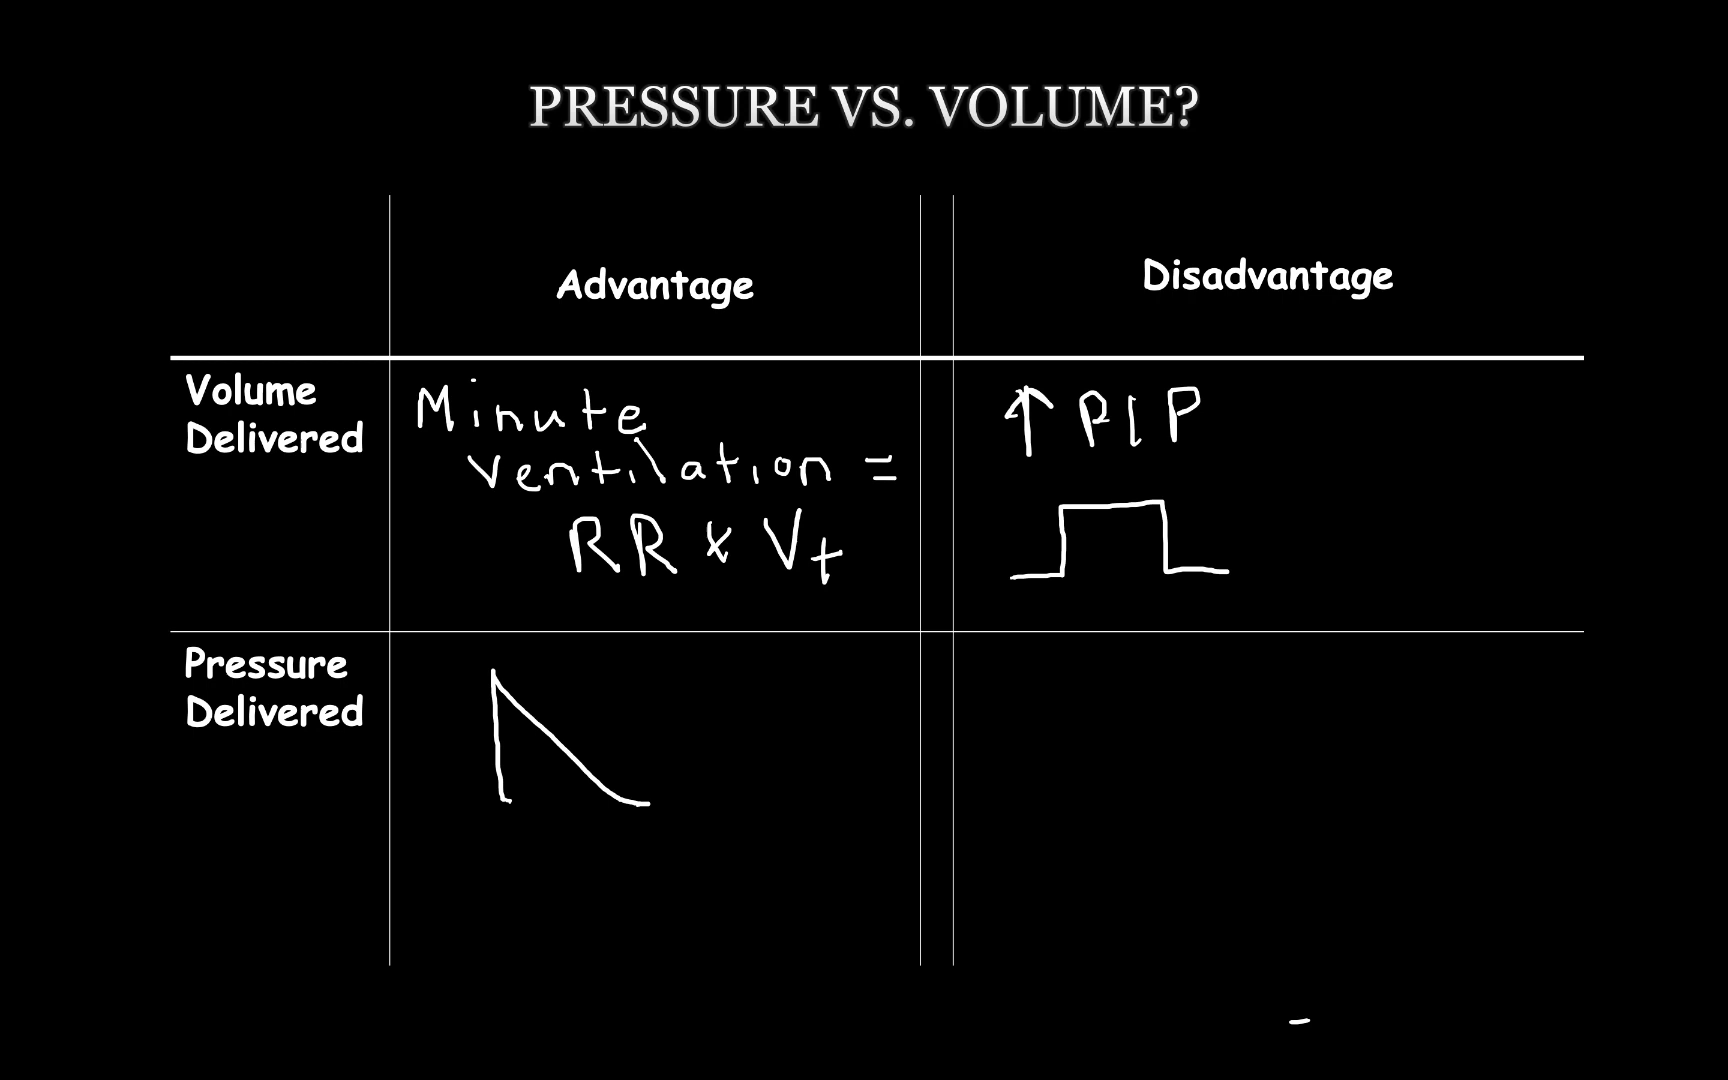 PRESSURE VS. VOLUME?
Advantage
Disadvantage
Volume
Delivered
Minute
ventilation =
RR x Vt
↑ PIP
Pressure
Delivered